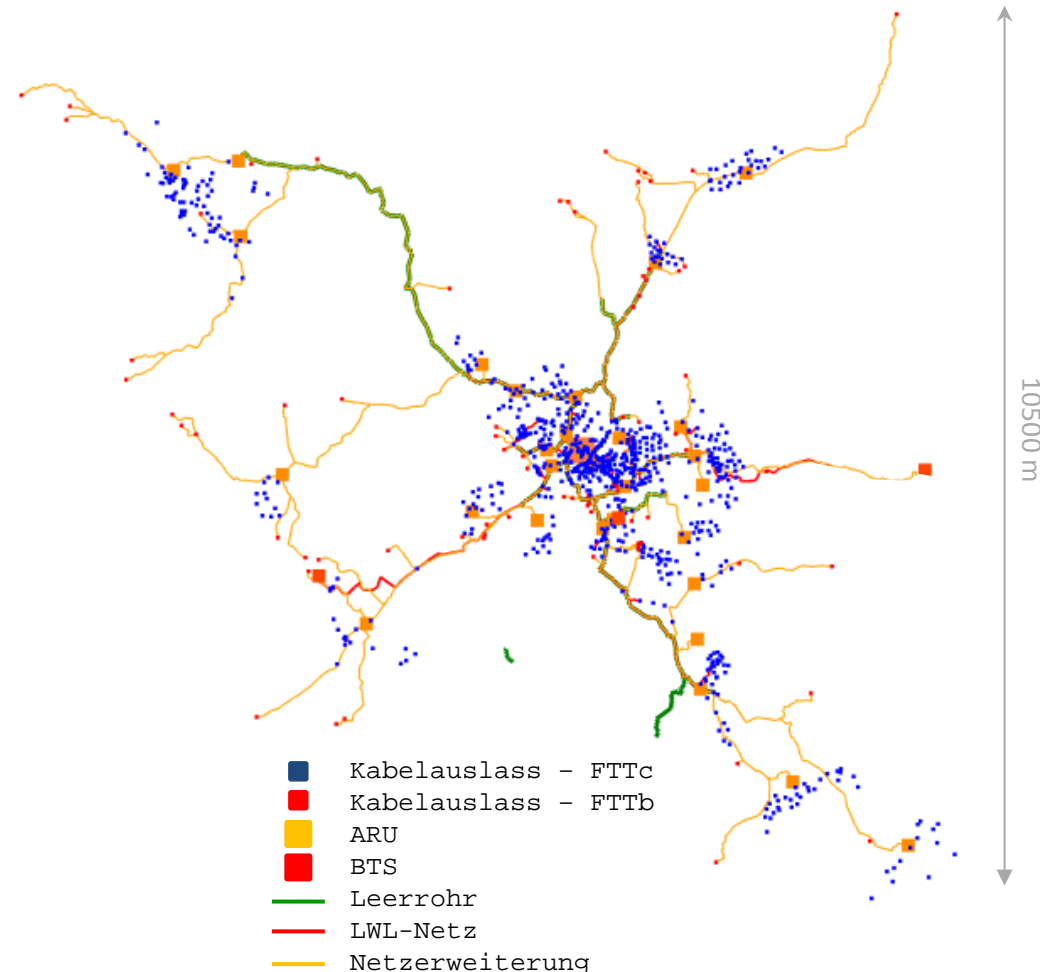 10500 m
Kabelauslass – FTTc
Kabelauslass – FTTb
ARU
BTS
Leerrohr
LWL-Netz
Netzerweiterung